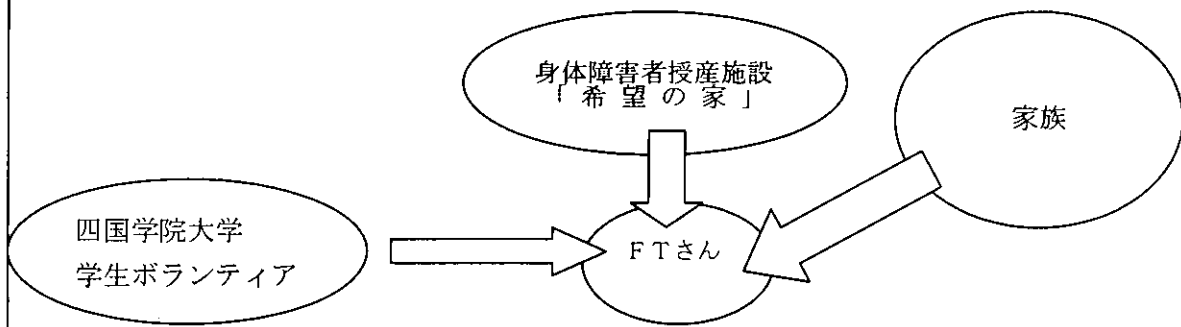 身体障害者授産施設
「希望の家」
家族
四国学院大学
学生ボランティア
FTさん